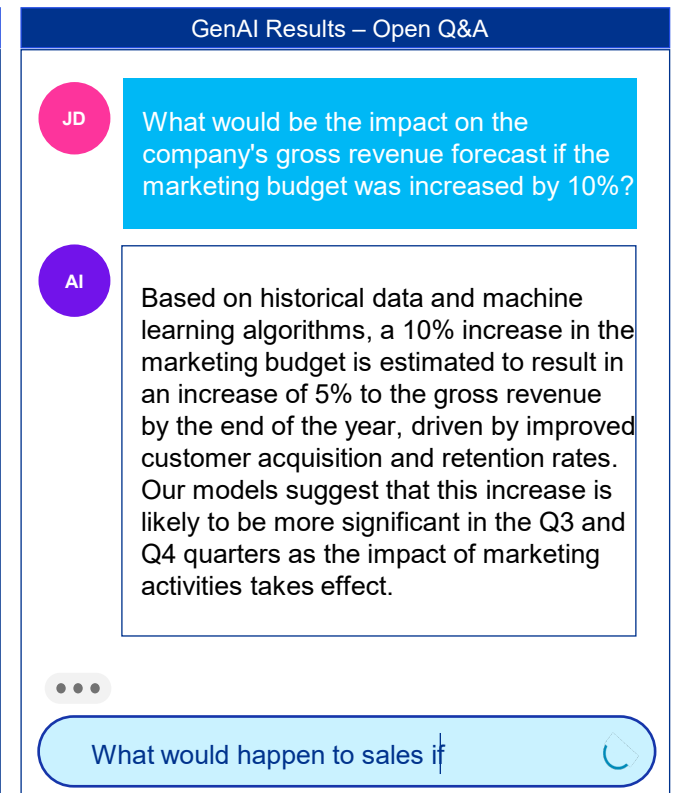 GenAI Results – Open Q&A
JD
What would be the impact on the
company's gross revenue forecast if the
marketing budget was increased by 10%?
AI
Based on historical data and machine
learning algorithms, a 10% increase in the
marketing budget is estimated to result in
an increase of 5% to the gross revenue
by the end of the year, driven by improved
customer acquisition and retention rates.
Our models suggest that this increase is
likely to be more significant in the Q3 and
Q4 quarters as the impact of marketing
activities takes effect.
What would happen to sales if